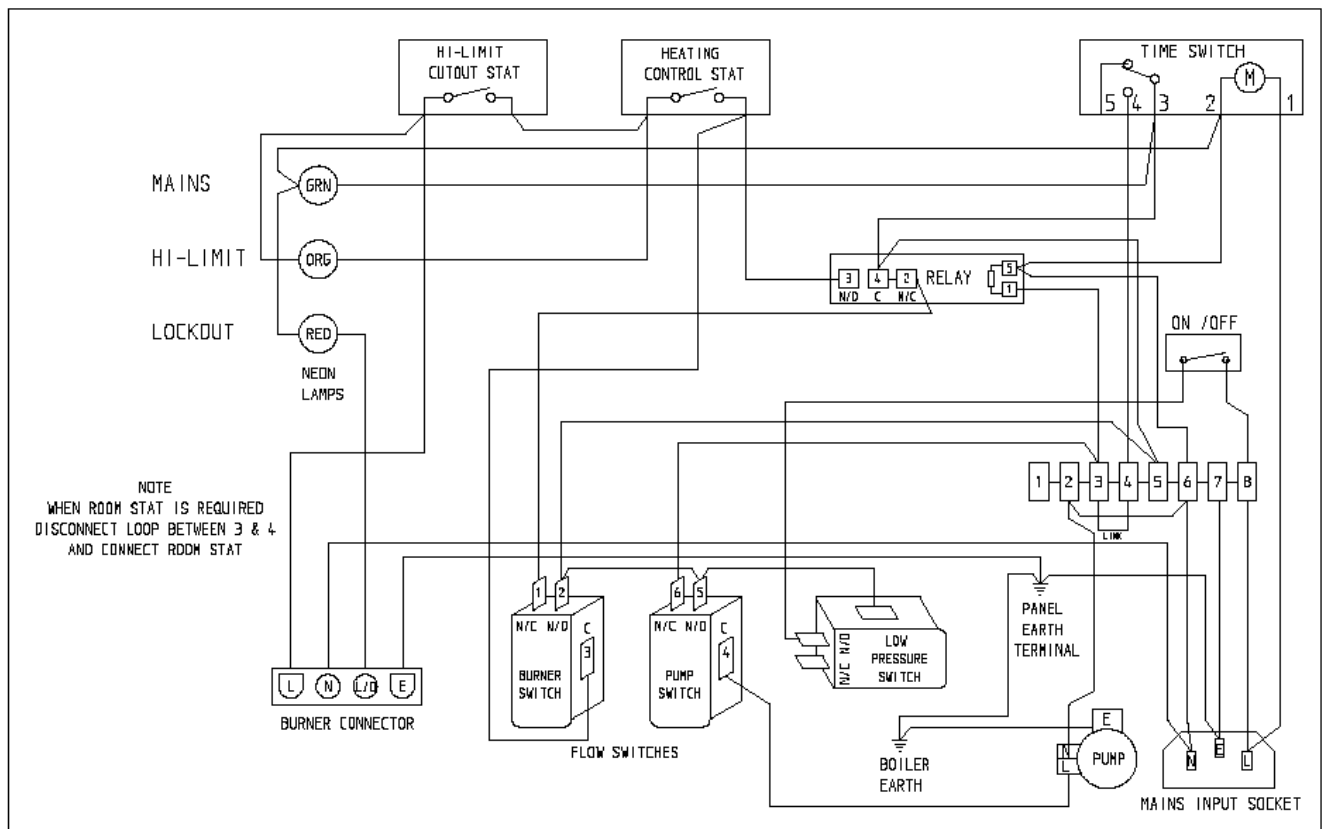 HI-LIMIT
CUTOUT STAT
HEATING
CONTROL STAT
TIME SWITCH
M
5 4 3 2 1
MAINS
GRN
HI-LIMIT
ORG
LOCKOUT
RED
NEON
LAMPS
3 4 2
N/O C N/C
RELAY
5
1
ON /OFF
1 2 3 4 5 6 7 8
LINK
NOTE
WHEN ROOM STAT IS REQUIRED
DISCONNECT LOOP BETWEEN 3 & 4
AND CONNECT ROOM STAT
1 2
N/C N/O C
3
BURNER
SWITCH
6 5
N/C N/O C
4
PUMP
SWITCH
FLOW SWITCHES
N/C N/O
LOW
PRESSURE
SWITCH
PANEL
EARTH
TERMINAL
BOILER
EARTH
L N L/O E
BURNER CONNECTOR
E
N
L
PUMP
N E L
MAINS INPUT SOCKET